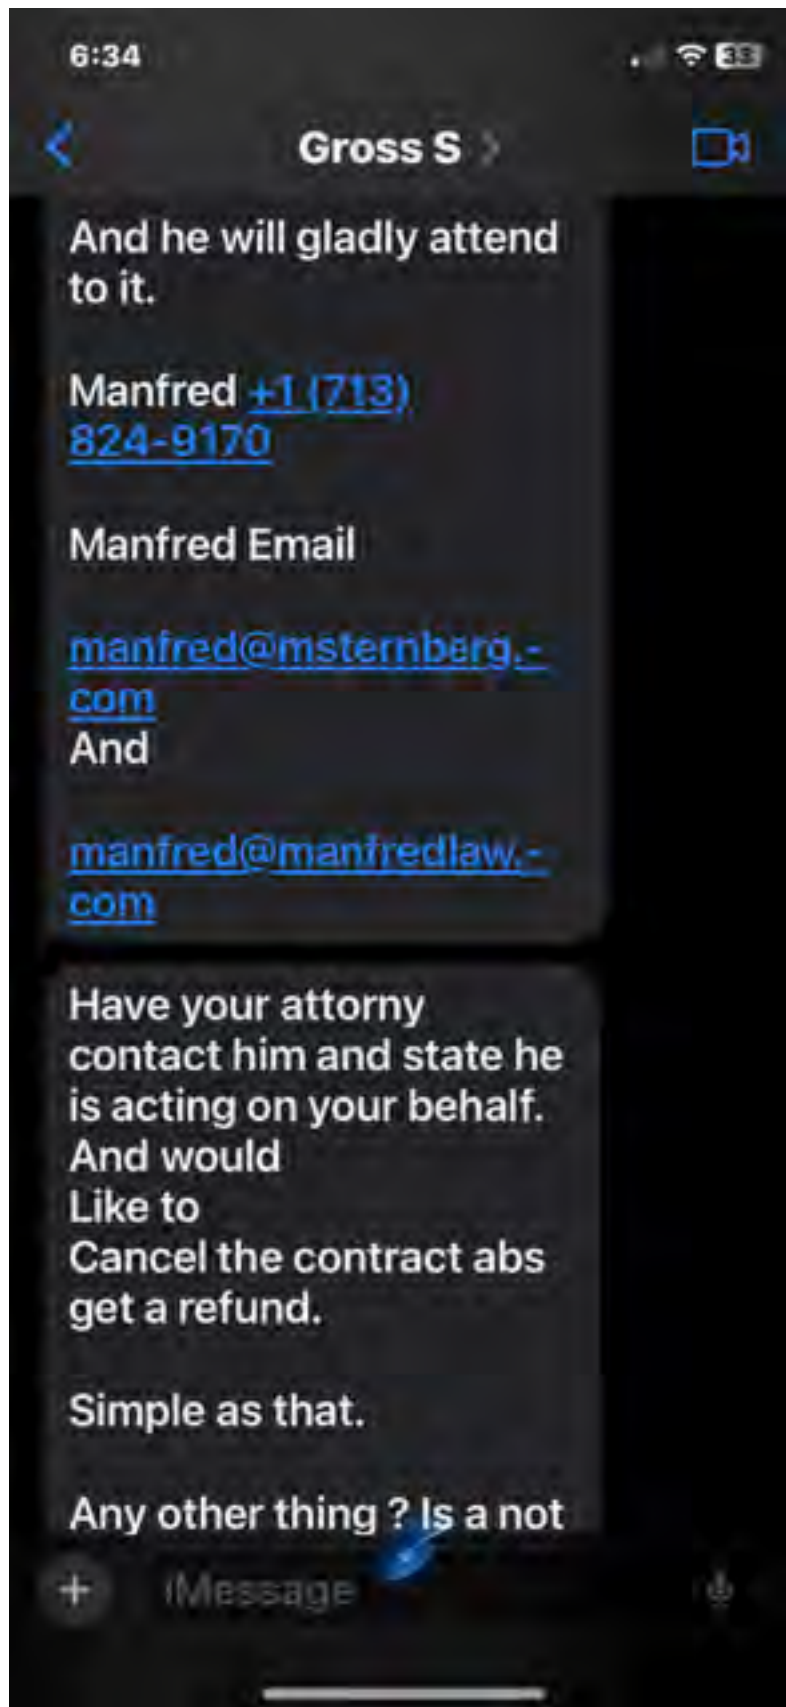 6:34
33
Gross S
And he will gladly attend
to it.
Manfred +1 (713)
824-9170
Manfred Email
manfred@msternberg.-
com
And
manfred@manfredlaw.-
com
Have your attorny
contact him and state he
is acting on your behalf.
And would
Like to
Cancel the contract abs
get a refund.
Simple as that.
Any other thing ? Is a not
iMessage